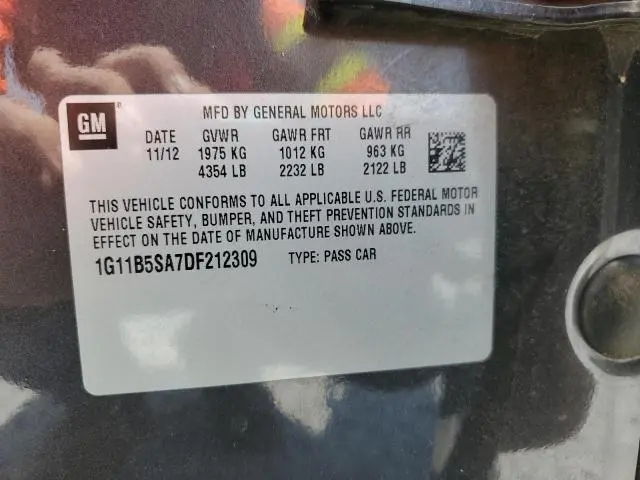 GM®
MFD BY GENERAL MOTORS LLC
DATE GVWR GAWR FRT GAWR RR
11/12 1975 KG 1012 KG 963 KG
4354 LB 2232 LB 2122 LB
THIS VEHICLE CONFORMS TO ALL APPLICABLE U.S. FEDERAL MOTOR
VEHICLE SAFETY, BUMPER, AND THEFT PREVENTION STANDARDS IN
EFFECT ON THE DATE OF MANUFACTURE SHOWN ABOVE.
1G11B5SA7DF212309 TYPE: PASS CAR